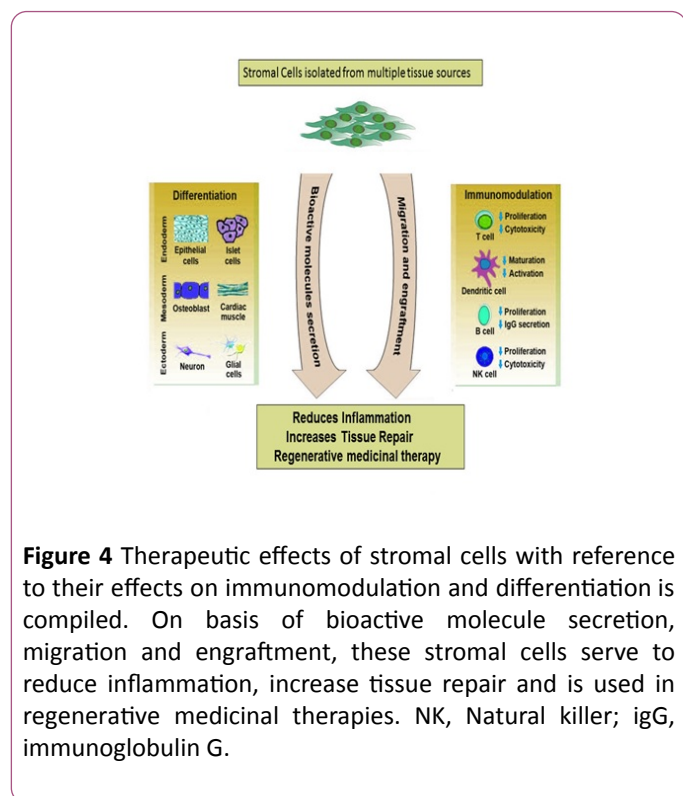 Stromal Cells isolated from multiple tissue sources
Differentiation
Endoderm
Epithelial
cells
Islet
cells
Mesoderm
Osteoblast
Cardiac
muscle
Ectoderm
Neuron
Glial
cells
Bioactive
molecules secretion
Migration and engraftment
Immunomodulation
Proliferation
Cytotoxicity
T cell
Maturation
Activation
Dendritic cell
Proliferation
IgG secretion
B cell
Proliferation
Cytotoxicity
NK cell
Reduces Inflammation
Increases Tissue Repair
Regenerative medicinal therapy
Figure 4 Therapeutic effects of stromal cells with reference
to their effects on immunomodulation and differentiation is
compiled. On basis of bioactive molecule secretion,
migration and engraftment, these stromal cells serve to
reduce inflammation, increase tissue repair and is used in
regenerative medicinal therapies. NK, Natural killer; igG,
immunoglobulin G.